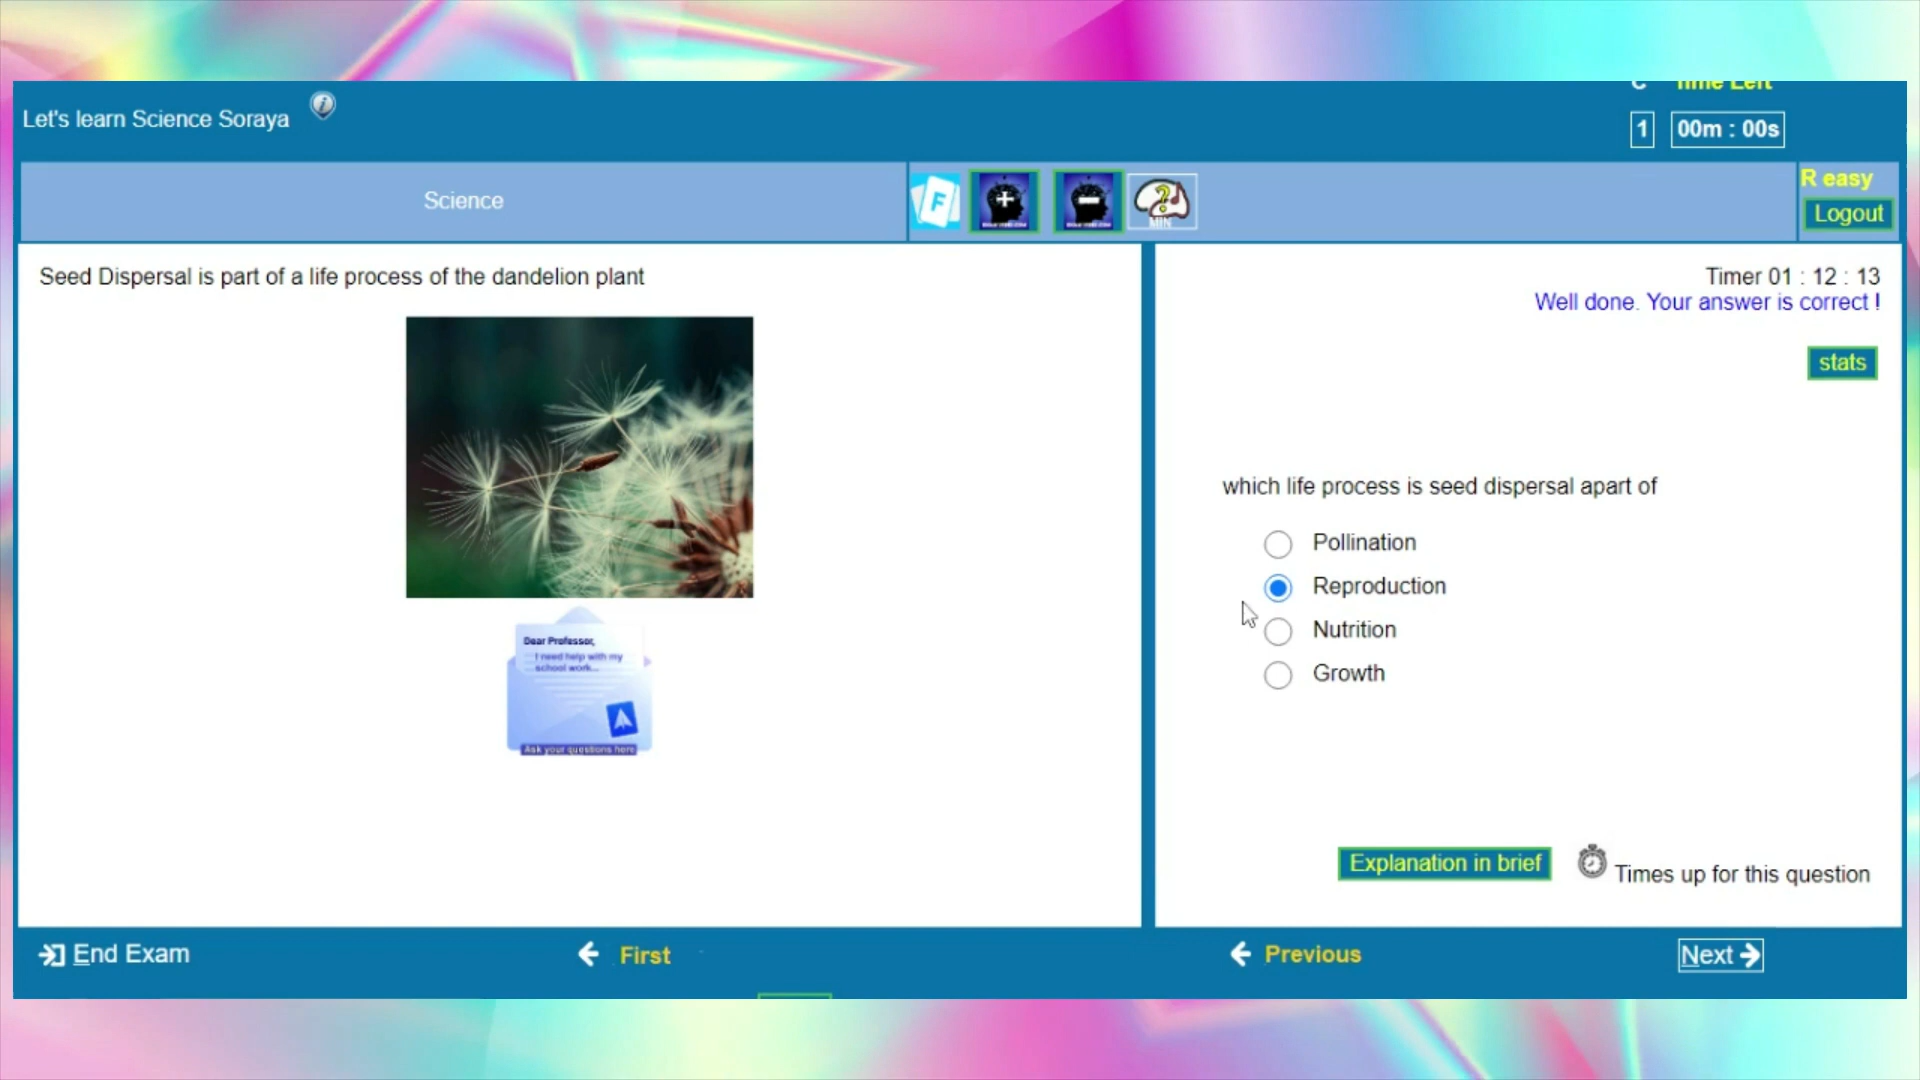 Time Left
Let's learn Science Soraya
1
00m : 00s
Science
F
MIN
R easy
Logout
Seed Dispersal is part of a life process of the dandelion plant
Timer 01 : 12 : 13
Well done. Your answer is correct !
stats
which life process is seed dispersal apart of
Pollination
Reproduction
Nutrition
Growth
Dear Professor,
I need help with my
school work...
Ask your questions here
Explanation in brief
Times up for this question
End Exam
First
Previous
Next